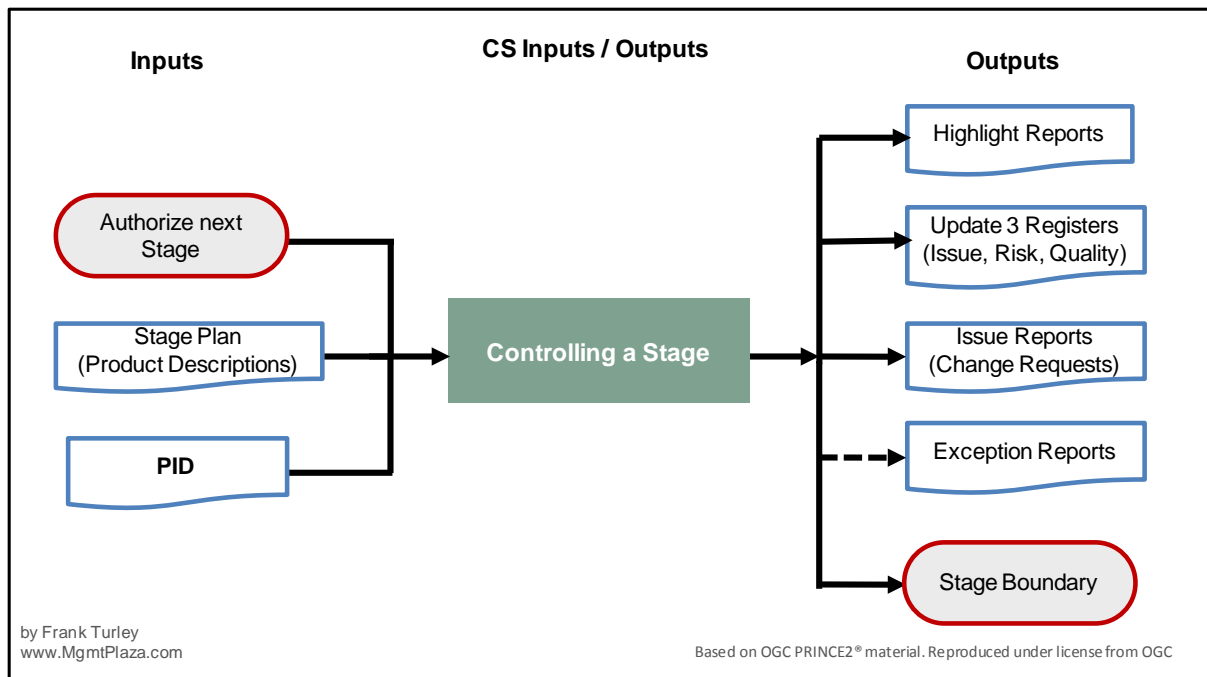 CS Inputs / Outputs
Inputs
Outputs
Authorize next
Stage
Stage Plan
(Product Descriptions)
PID
Controlling a Stage
Highlight Reports
Update 3 Registers
(Issue, Risk, Quality)
Issue Reports
(Change Requests)
Exception Reports
Stage Boundary
by Frank Turley
www.MgmtPlaza.com
Based on OGC PRINCE2® material. Reproduced under license from OGC